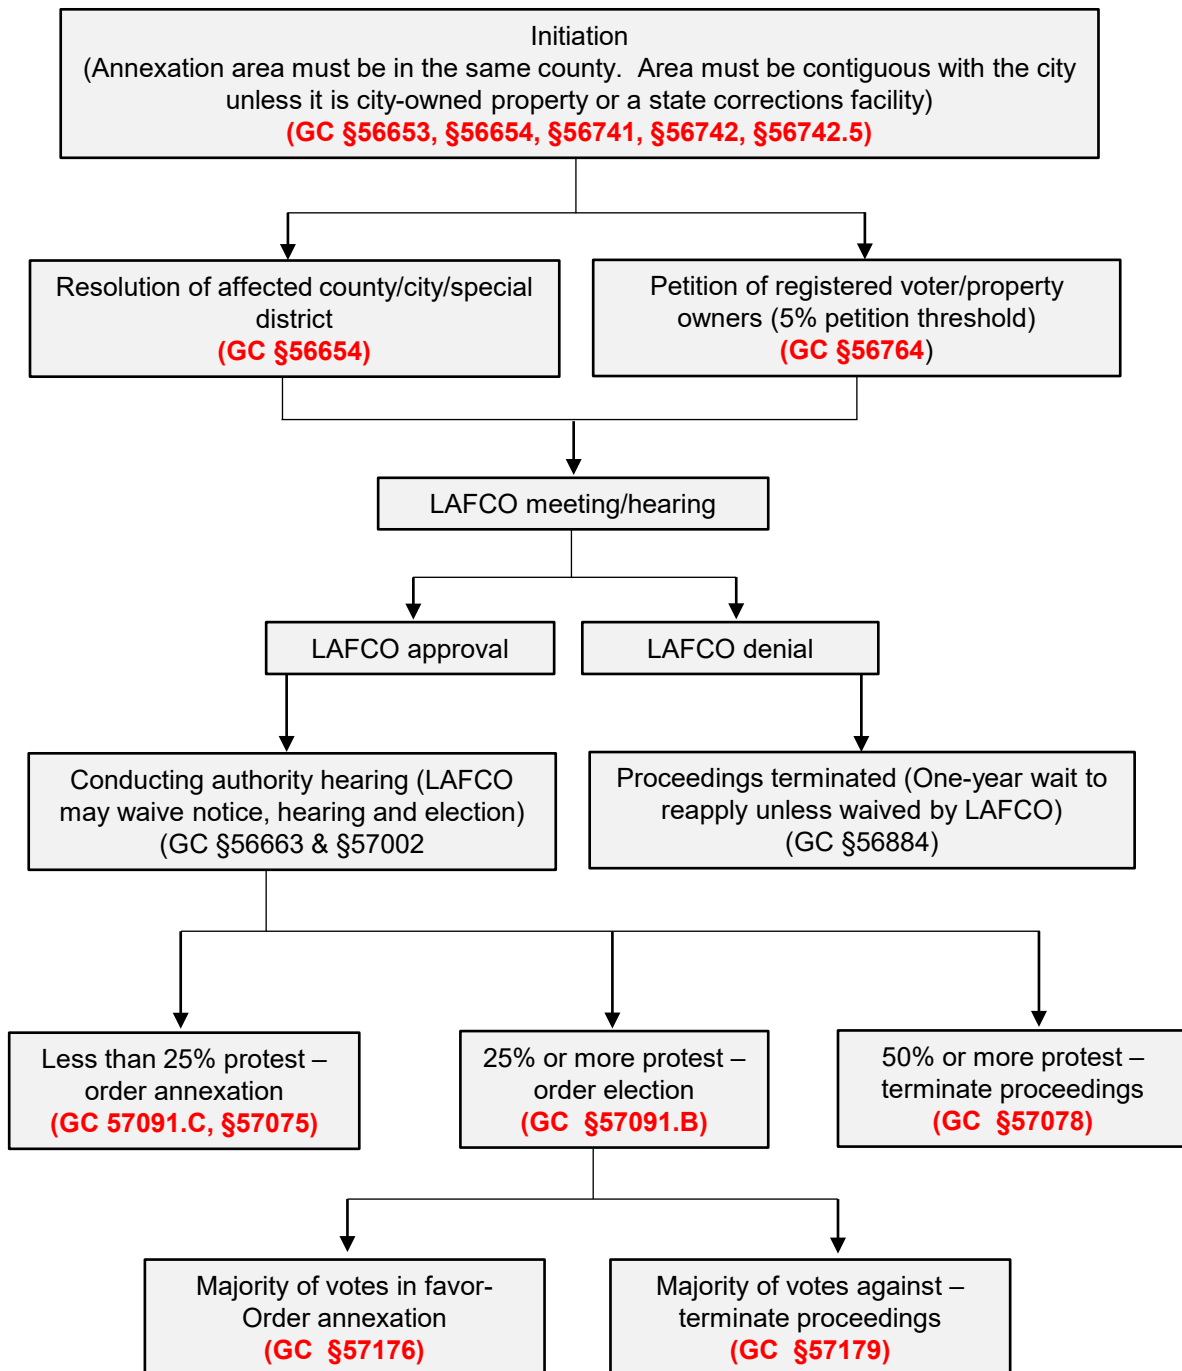 Initiation
(Annexation area must be in the same county.  Area must be contiguous with the city
unless it is city-owned property or a state corrections facility)
(GC §56653, §56654, §56741, §56742, §56742.5)
Resolution of affected county/city/special
district
(GC §56654)
Petition of registered voter/property
owners (5% petition threshold)
(GC §56764)
LAFCO meeting/hearing
LAFCO approval
LAFCO denial
Conducting authority hearing (LAFCO
may waive notice, hearing and election)
(GC §56663 & §57002
Proceedings terminated (One-year wait to
reapply unless waived by LAFCO)
(GC §56884)
Less than 25% protest –
order annexation
(GC 57091.C, §57075)
25% or more protest –
order election
(GC  §57091.B)
50% or more protest –
terminate proceedings
(GC  §57078)
Majority of votes in favor-
Order annexation
(GC  §57176)
Majority of votes against –
terminate proceedings
(GC  §57179)